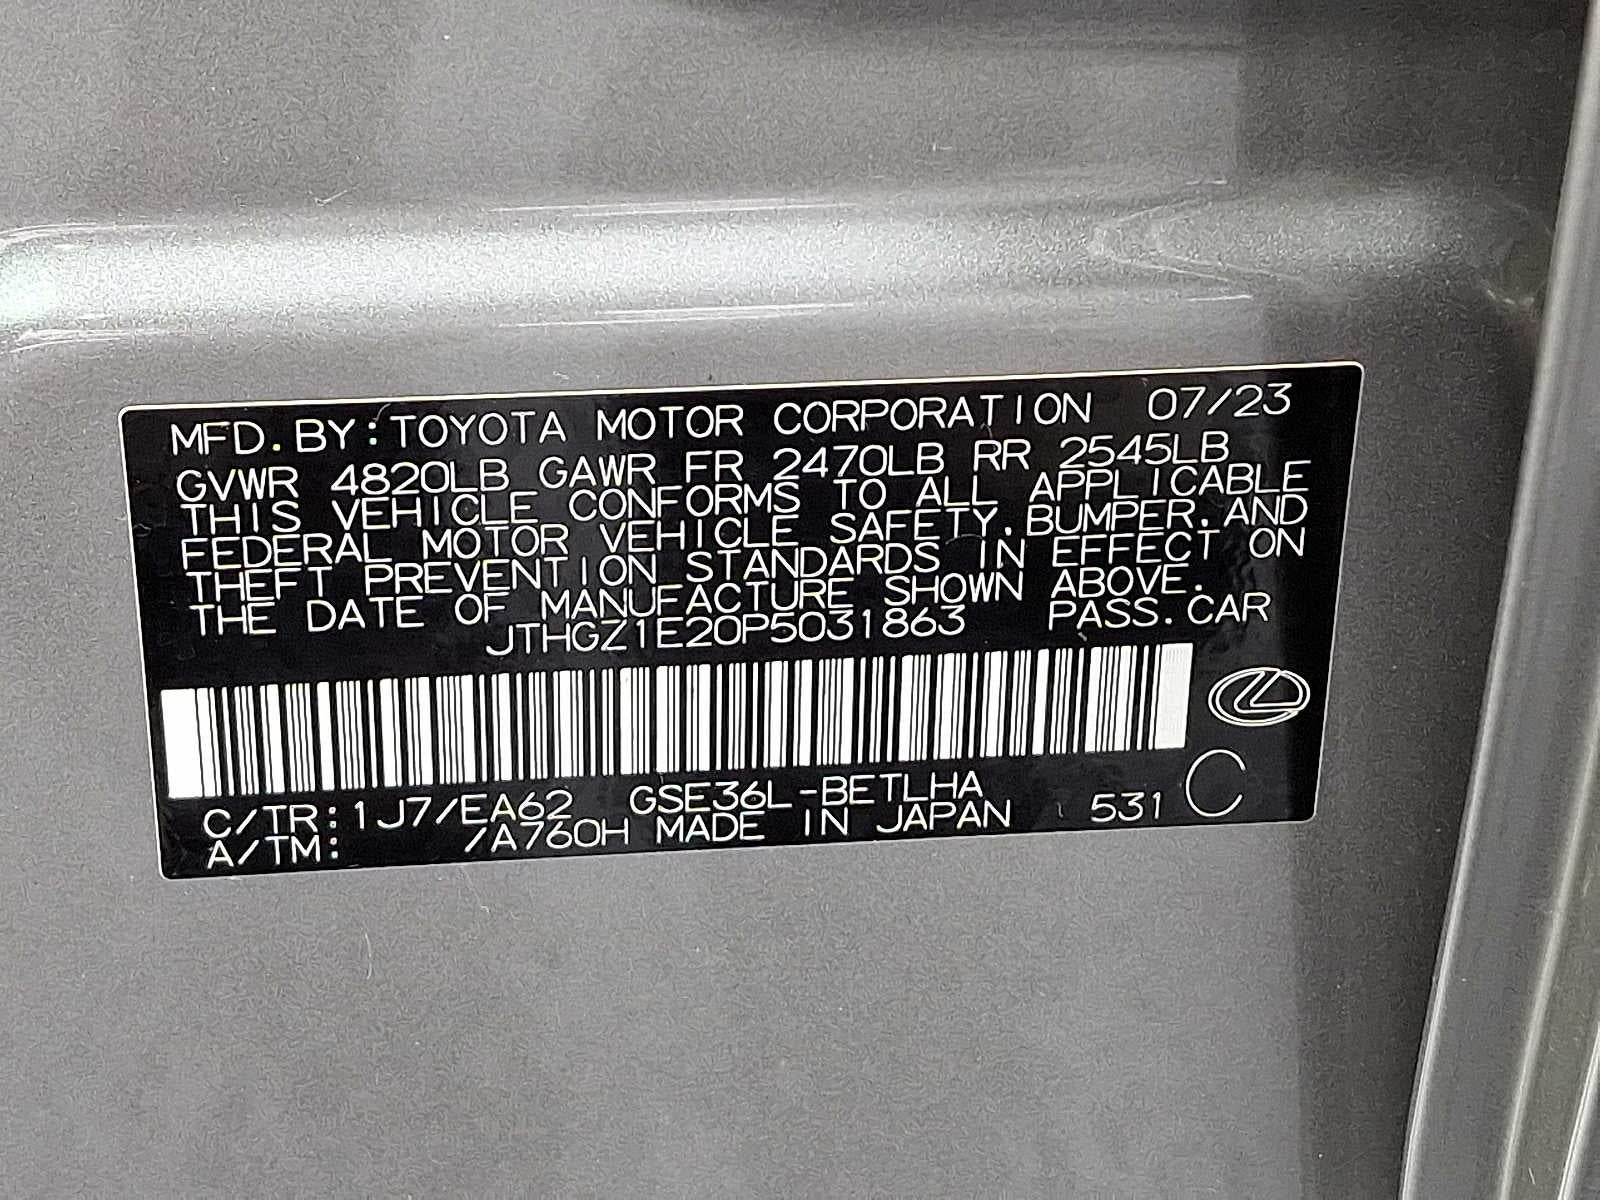 MFD. BY: TOYOTA MOTOR CORPORATION 07/23
GVWR 4820LB GAWR FR 2470LB RR 2545LB
THIS VEHICLE CONFORMS TO ALL APPLICABLE
FEDERAL MOTOR VEHICLE SAFETY. BUMPER. AND
THEFT PREVENTION STANDARDS IN EFFECT ON
THE DATE OF MANUFACTURE SHOWN ABOVE.
JTHGZ1E20P5031863 PASS. CAR
C/TR: 1J7/EA62 GSE36L-BETLHA
A/TM: /A760H MADE IN JAPAN 531 C